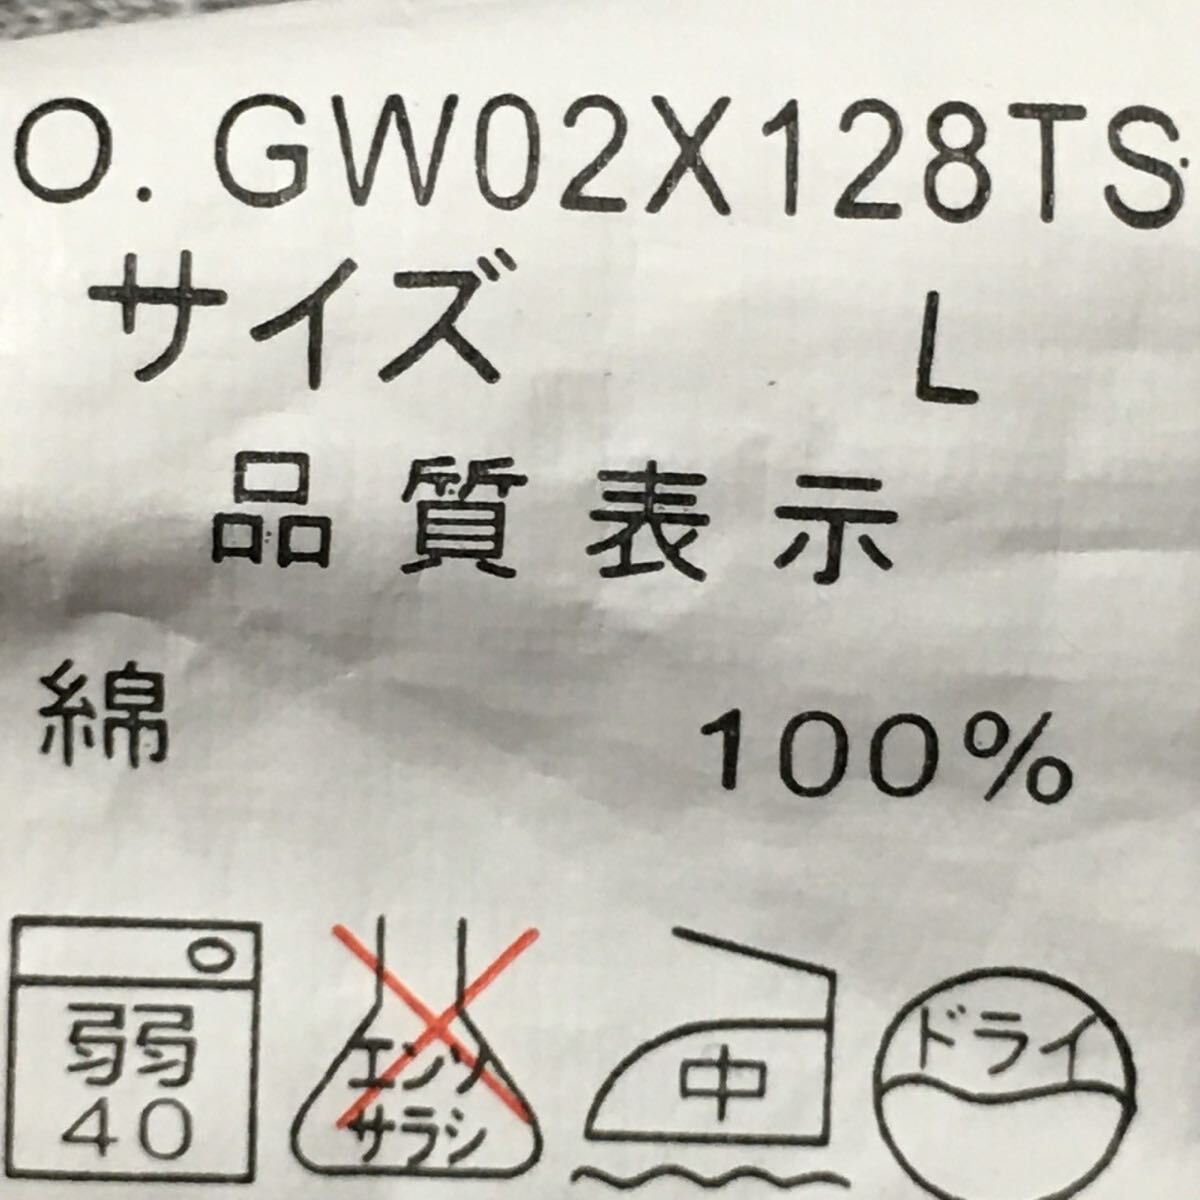 O. GW02X128TS
サイズ L
品質表示
綿 100%
弱
40
エンソ
サラシ
中
ドライ